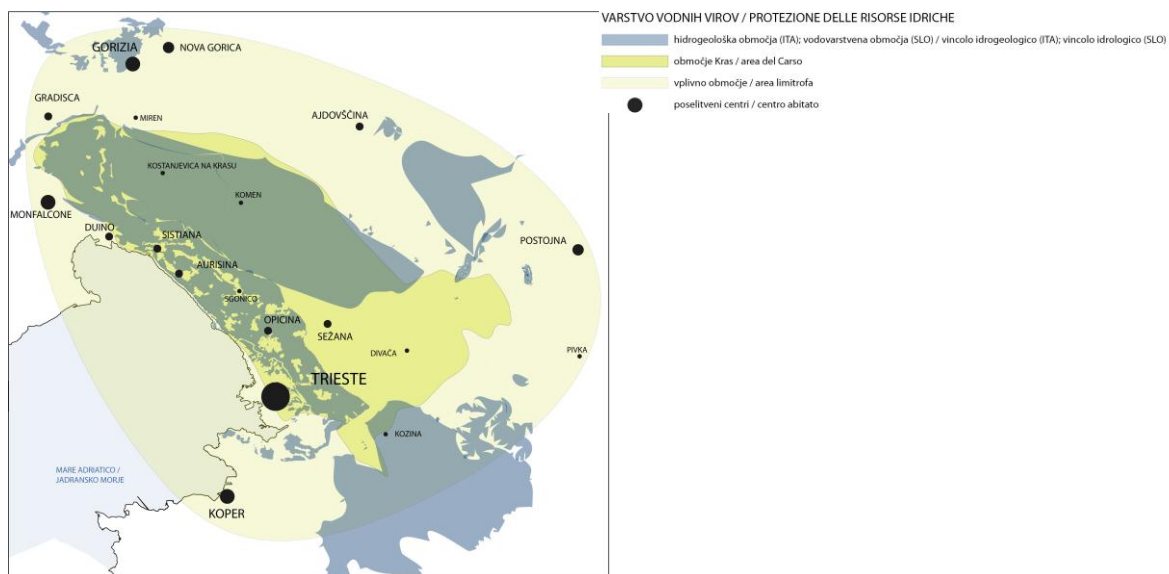 VARSTVO VODNIH VIROV / PROTEZIONE DELLE RISORSE IDRICHE
hidrogeološka območja (ITA); vodovarstvena območja (SLO) / vincolo idrogeologico (ITA); vincolo idrologico (SLO)
območje Kras / area del Carso
vplivno območje / area limitrofa
poselitveni centri / centro abitato
GORIZIA
NOVA GORICA
GRADISCA
MIREN
AJDOVŠČINA
KOSTANJEVICA NA KRASU
KOMEN
MONFALCONE
DUINO
SISTIANA
POSTOJNA
AURISINA
SGONICO
OPICINA
SEŽANA
DIVAČA
PIVKA
TRIESTE
KOZINA
MARE ADRIATICO /
JADRANSKO MORJE
KOPER